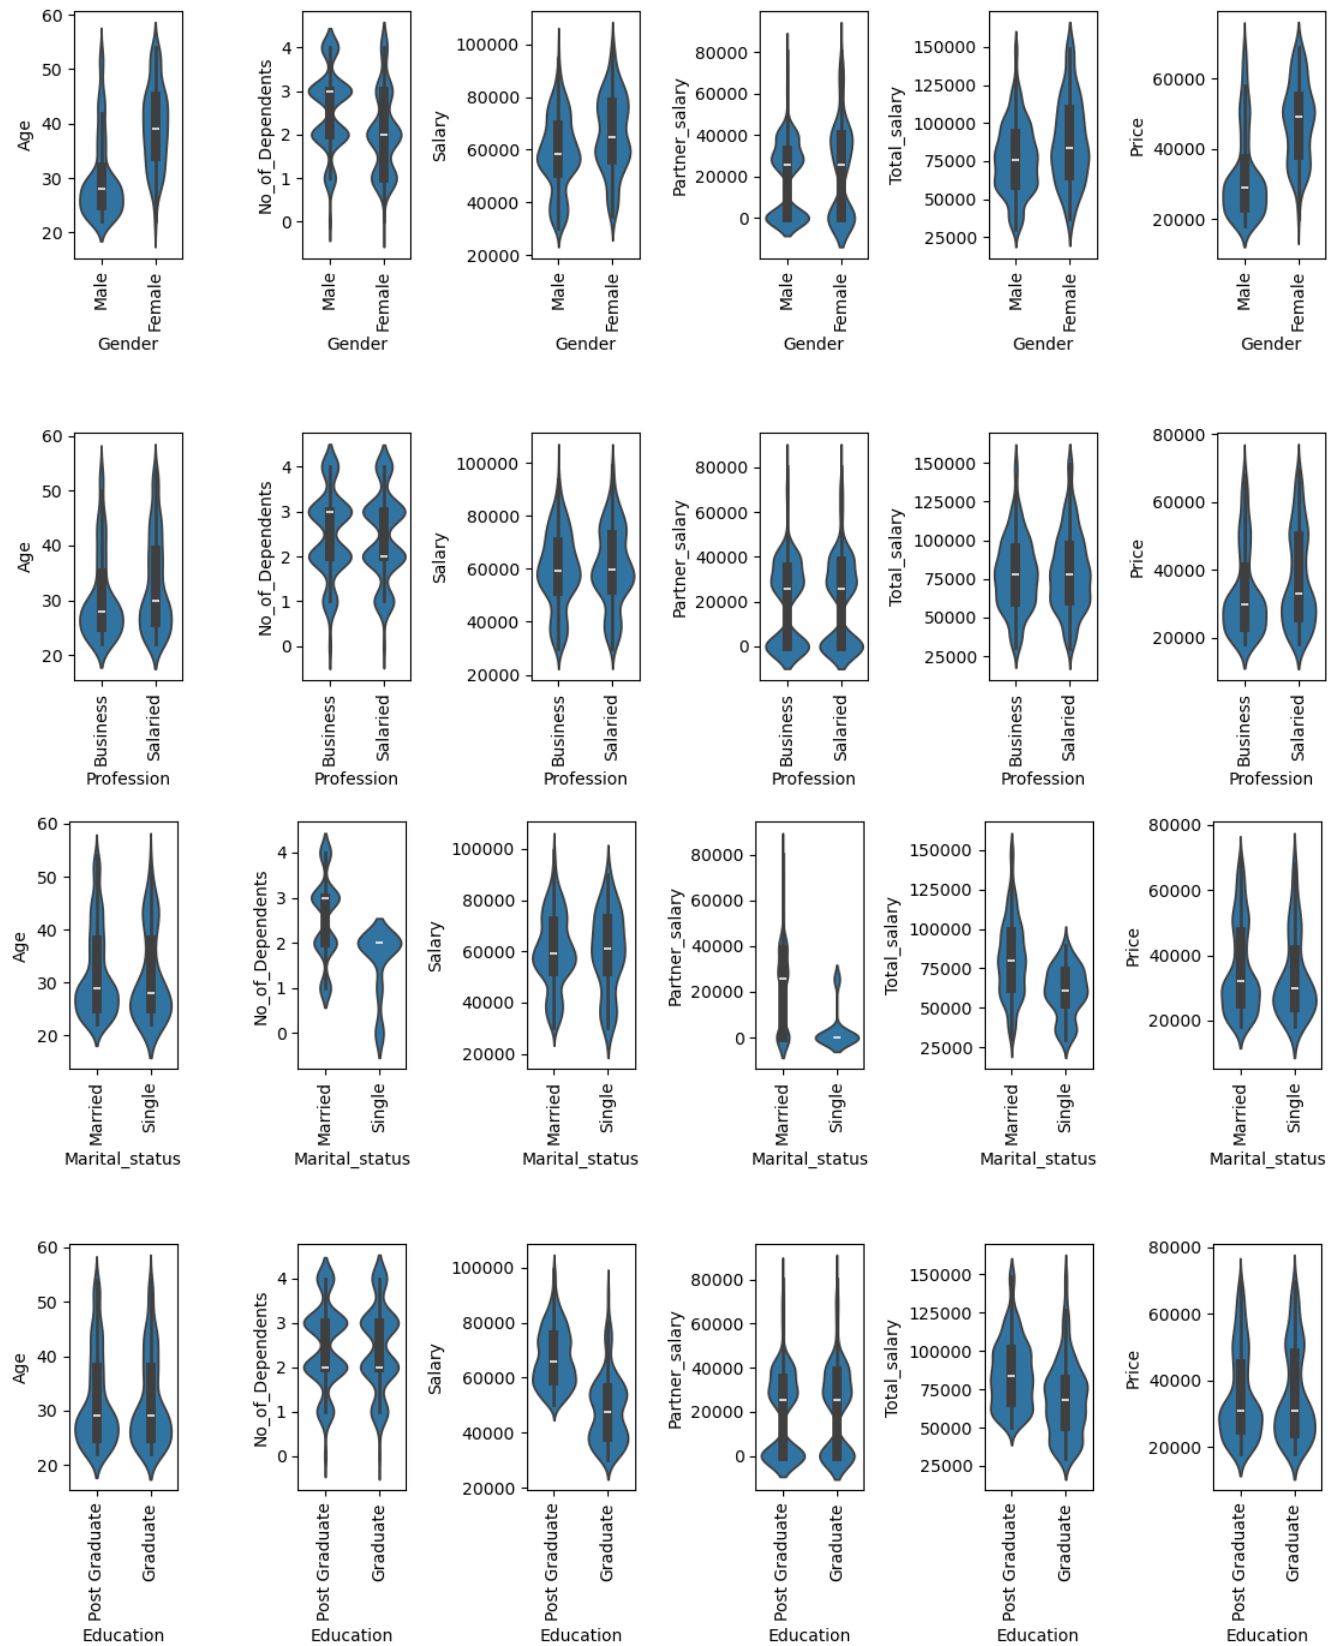 Age
60
50
40
30
20
Male
Female
Gender
No_of_Dependents
4
3
2
1
0
Male
Female
Gender
Salary
100000
80000
60000
40000
20000
Male
Female
Gender
Partner_salary
80000
60000
40000
20000
0
Male
Female
Gender
Total_salary
150000
125000
100000
75000
50000
25000
Male
Female
Gender
Price
60000
40000
20000
Male
Female
Gender
Age
60
50
40
30
20
Business
Salaried
Profession
No_of_Dependents
4
3
2
1
0
Business
Salaried
Profession
Salary
100000
80000
60000
40000
20000
Business
Salaried
Profession
Partner_salary
80000
60000
40000
20000
0
Business
Salaried
Profession
Total_salary
150000
125000
100000
75000
50000
25000
Business
Salaried
Profession
Price
80000
60000
40000
20000
Business
Salaried
Profession
Age
60
50
40
30
20
Married
Single
Marital_status
No_of_Dependents
4
3
2
1
0
Married
Single
Marital_status
Salary
100000
80000
60000
40000
20000
Married
Single
Marital_status
Partner_salary
80000
60000
40000
20000
0
Married
Single
Marital_status
Total_salary
150000
125000
100000
75000
50000
25000
Married
Single
Marital_status
Price
80000
60000
40000
20000
Married
Single
Marital_status
Age
60
50
40
30
20
Post Graduate
Graduate
Education
No_of_Dependents
4
3
2
1
0
Post Graduate
Graduate
Education
Salary
100000
80000
60000
40000
20000
Post Graduate
Graduate
Education
Partner_salary
80000
60000
40000
20000
0
Post Graduate
Graduate
Education
Total_salary
150000
125000
100000
75000
50000
25000
Post Graduate
Graduate
Education
Price
80000
60000
40000
20000
Post Graduate
Graduate
Education